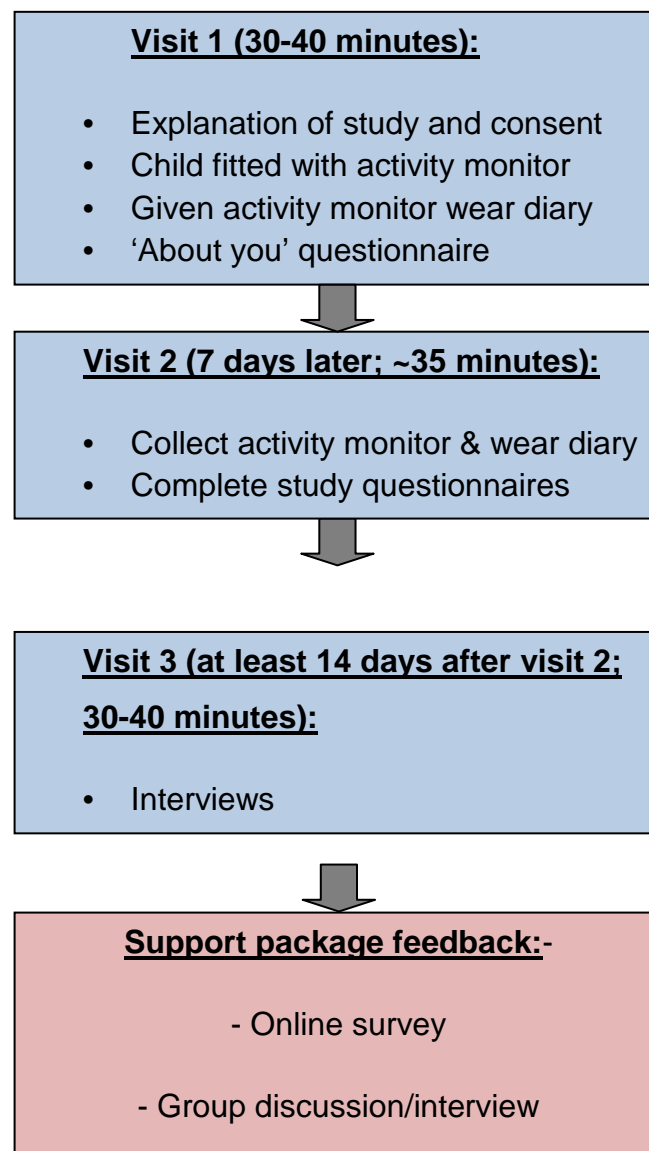 Visit 1 (30-40 minutes):
• Explanation of study and consent
• Child fitted with activity monitor
• Given activity monitor wear diary
• ‘About you’ questionnaire
Visit 2 (7 days later; ~35 minutes):
• Collect activity monitor & wear diary
• Complete study questionnaires
Visit 3 (at least 14 days after visit 2;
30-40 minutes):
• Interviews
Support package feedback:-
- Online survey
- Group discussion/interview